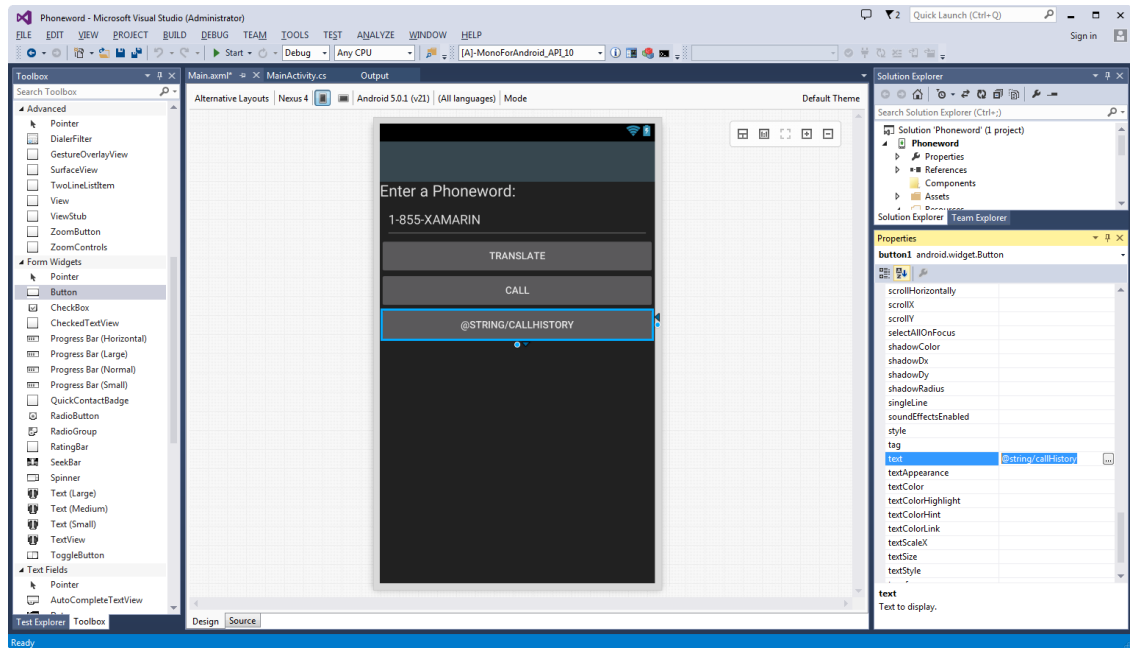 Phoneword - Microsoft Visual Studio (Administrator)
2
Quick Launch (Ctrl+Q)
FILE EDIT VIEW PROJECT BUILD DEBUG TEAM TOOLS TEST ANALYZE WINDOW HELP
Sign in
Start Debug Any CPU [A]-MonoForAndroid_API_10
Toolbox
Search Toolbox
Advanced
Pointer
DialerFilter
GestureOverlayView
SurfaceView
TwoLineListItem
View
ViewStub
ZoomButton
ZoomControls
Form Widgets
Pointer
Button
CheckBox
CheckedTextView
Progress Bar (Horizontal)
Progress Bar (Large)
Progress Bar (Normal)
Progress Bar (Small)
QuickContactBadge
RadioButton
RadioGroup
RatingBar
SeekBar
Spinner
Text (Large)
Text (Medium)
Text (Small)
TextView
ToggleButton
Text Fields
Pointer
AutoCompleteTextView
Test Explorer Toolbox
Main.axml* MainActivity.cs Output
Alternative Layouts Nexus 4 Android 5.0.1 (v21) (All languages) Mode Default Theme
Enter a Phoneword:
1-855-XAMARIN
TRANSLATE
CALL
@STRING/CALLHISTORY
Design Source
Solution Explorer
Search Solution Explorer (Ctrl+;)
Solution 'Phoneword' (1 project)
Phoneword
Properties
References
Components
Assets
Resources
Solution Explorer Team Explorer
Properties
button1 android.widget.Button
scrollHorizontally
scrollX
scrollY
selectAllOnFocus
shadowColor
shadowDx
shadowDy
shadowRadius
singleLine
soundEffectsEnabled
style
tag
text @string/callHistory ...
textAppearance
textColor
textColorHighlight
textColorHint
textColorLink
textScaleX
textSize
textStyle
text
Text to display.
Ready